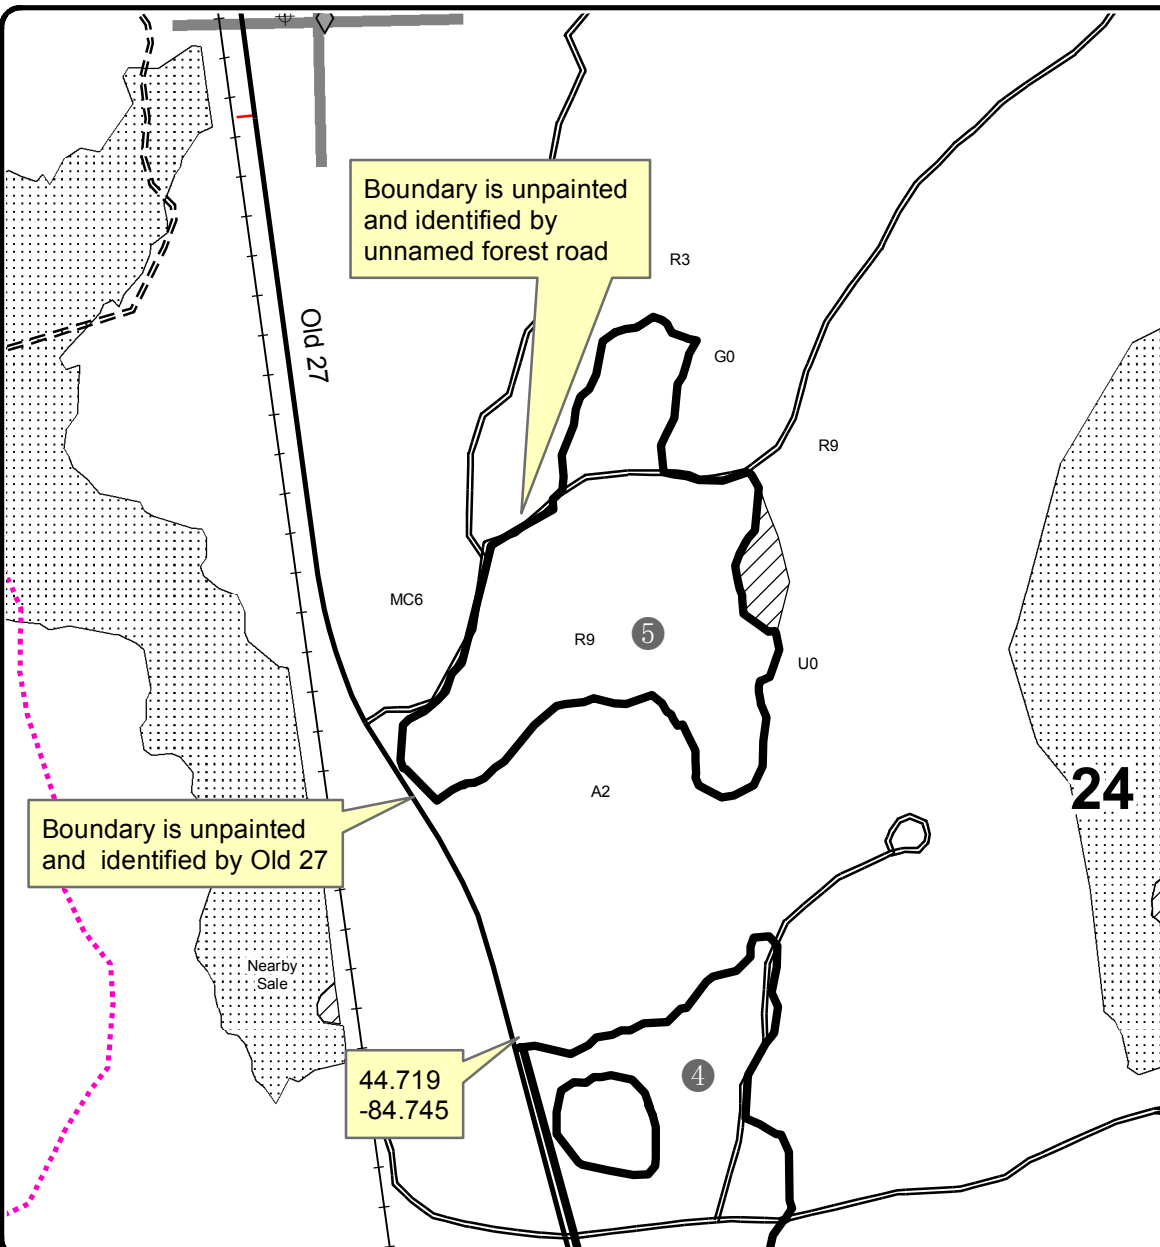 Boundary is unpainted
and identified by
unnamed forest road
R3
Old 27
G0
R9
MC6
R9
5
U0
24
A2
Boundary is unpainted
and identified by Old 27
Nearby
Sale
44.719
-84.745
4